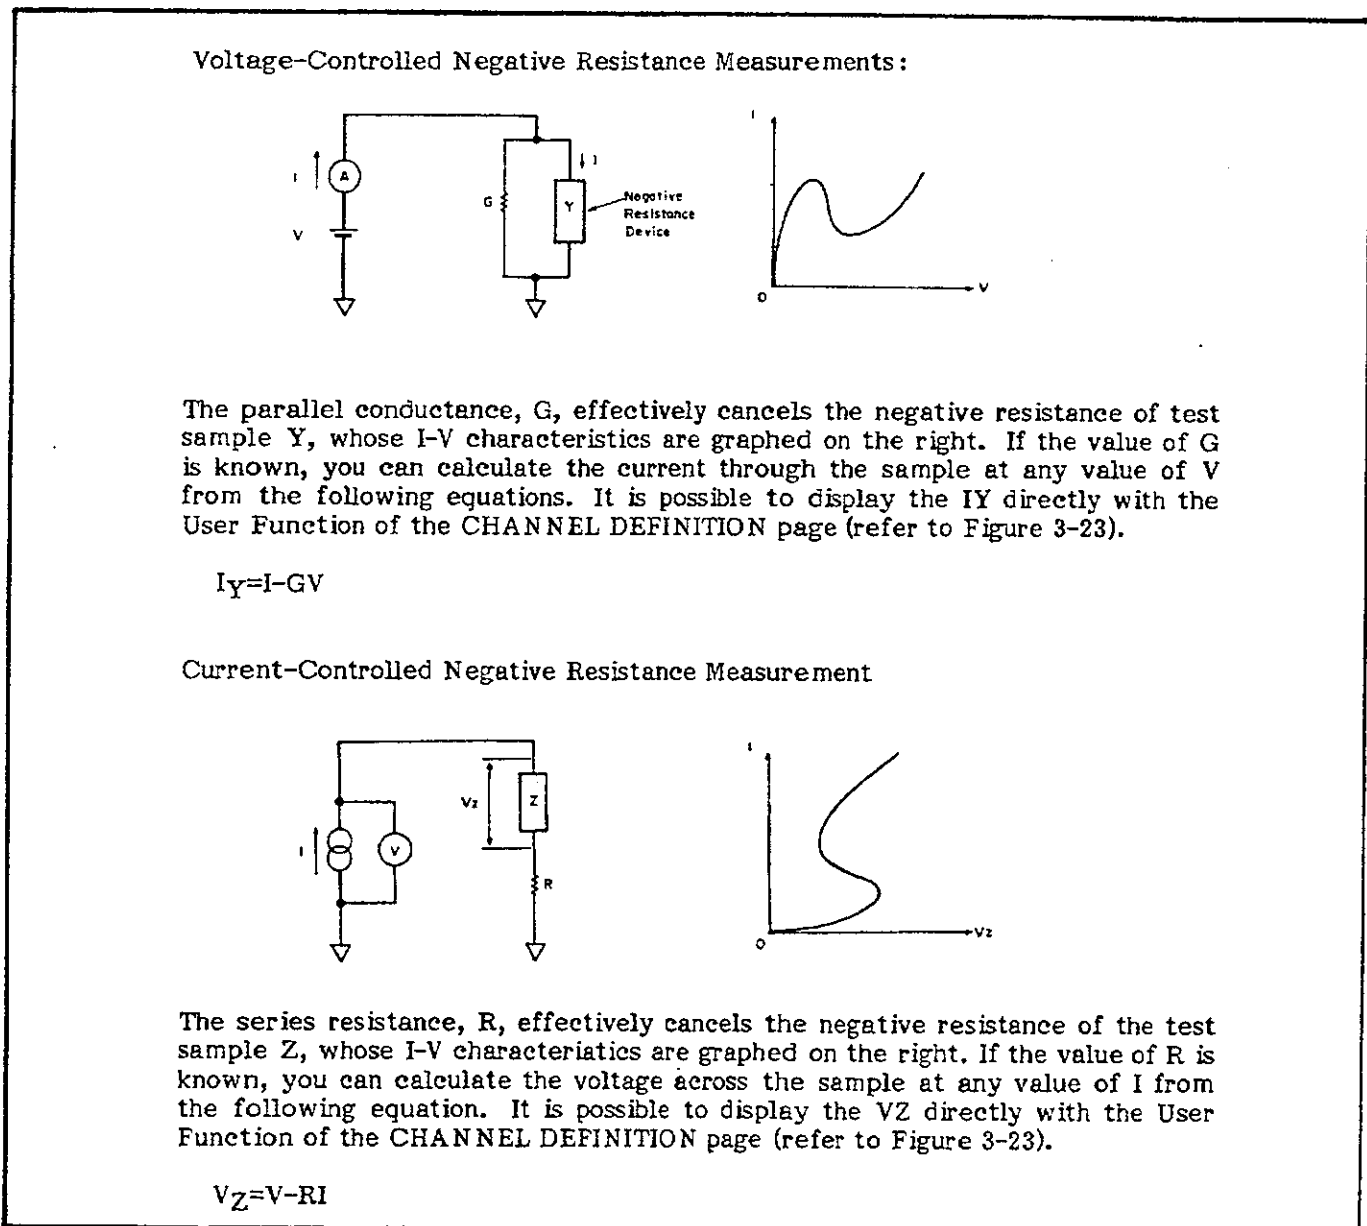 Voltage-Controlled Negative Resistance Measurements:
I
A
V
G
Y
I
Negative
Resistance
Device
I
O
V
The parallel conductance, G, effectively cancels the negative resistance of test
sample Y, whose I-V characteristics are graphed on the right. If the value of G
is known, you can calculate the current through the sample at any value of V
from the following equations. It is possible to display the IY directly with the
User Function of the CHANNEL DEFINITION page (refer to Figure 3-23).
IY=I-GV
Current-Controlled Negative Resistance Measurement
I
V
Vz
Z
R
I
O
Vz
The series resistance, R, effectively cancels the negative resistance of the test
sample Z, whose I-V characteriatics are graphed on the right. If the value of R is
known, you can calculate the voltage across the sample at any value of I from
the following equation. It is possible to display the VZ directly with the User
Function of the CHANNEL DEFINITION page (refer to Figure 3-23).
VZ=V-RI